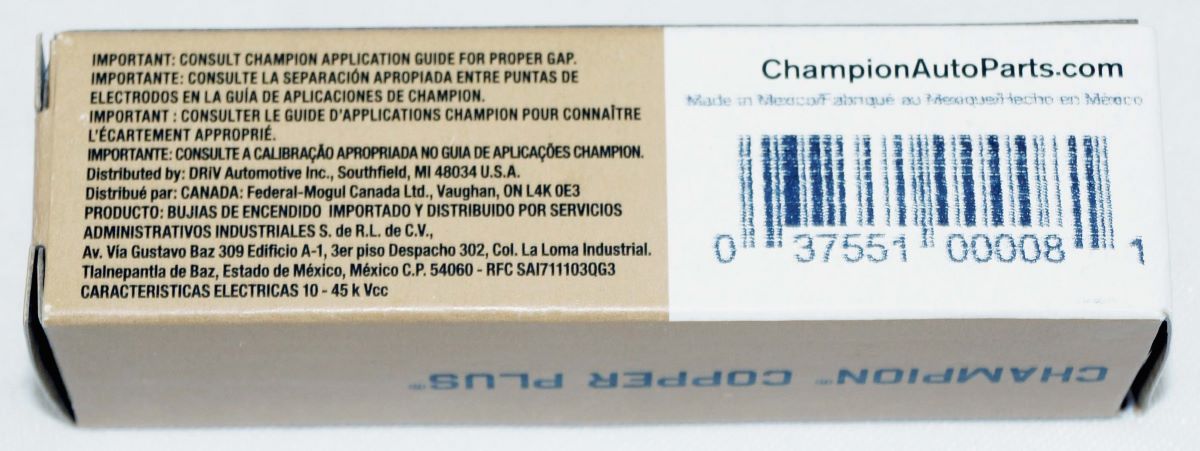 IMPORTANT: CONSULT CHAMPION APPLICATION GUIDE FOR PROPER GAP.
IMPORTANTE: CONSULTE LA SEPARACIÓN APROPIADA ENTRE PUNTAS DE
ELECTRODOS EN LA GUÍA DE APLICACIONES DE CHAMPION.
IMPORTANT : CONSULTER LE GUIDE D'APPLICATIONS CHAMPION POUR CONNAÎTRE
L'ÉCARTEMENT APPROPRIÉ.
IMPORTANTE: CONSULTE A CALIBRAÇÃO APROPRIADA NO GUIA DE APLICAÇÕES CHAMPION.
Distributed by: DRiV Automotive Inc., Southfield, MI 48034 U.S.A.
Distribué par: CANADA: Federal-Mogul Canada Ltd., Vaughan, ON L4K 0E3
PRODUCTO: BUJIAS DE ENCENDIDO IMPORTADO Y DISTRIBUIDO POR SERVICIOS
ADMINISTRATIVOS INDUSTRIALES S. de R.L. de C.V.,
Av. Vía Gustavo Baz 309 Edificio A-1, 3er piso Despacho 302, Col. La Loma Industrial.
Tlalnepantla de Baz, Estado de México, México C.P. 54060 - RFC SAI711103QG3
CARACTERISTICAS ELECTRICAS 10 - 45 k Vcc
ChampionAutoParts.com
Made in Mexico/Fabriqué au Mexique/Hecho en México
0 37551 00008 1
CHAMPION® COPPER PLUS®